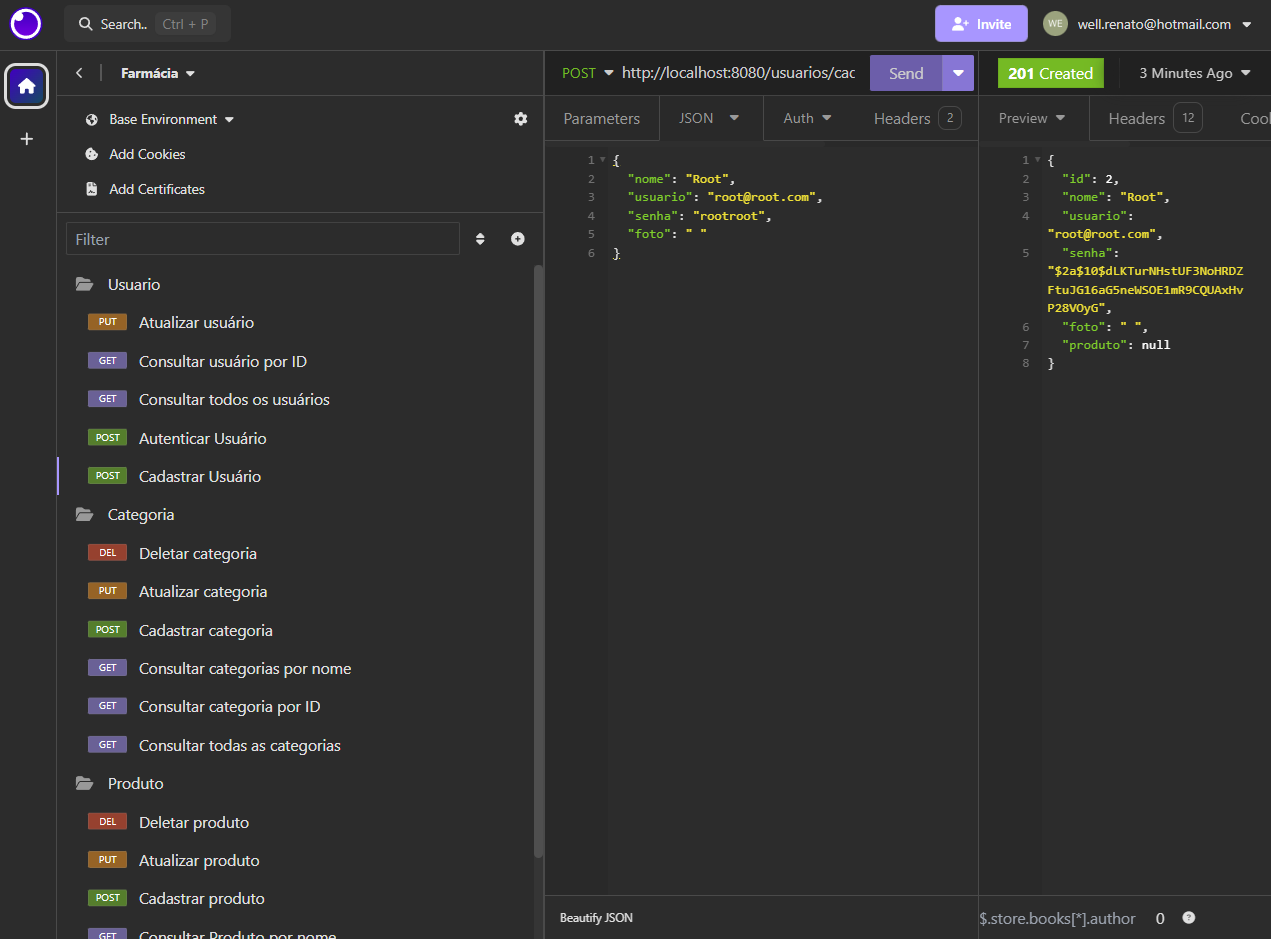 Search..
Ctrl + P
Invite
WE
well.renato@hotmail.com
Farmácia
Base Environment
Add Cookies
Add Certificates
Filter
Usuario
PUT Atualizar usuário
GET Consultar usuário por ID
GET Consultar todos os usuários
POST Autenticar Usuário
POST Cadastrar Usuário
Categoria
DEL Deletar categoria
PUT Atualizar categoria
POST Cadastrar categoria
GET Consultar categorias por nome
GET Consultar categoria por ID
GET Consultar todas as categorias
Produto
DEL Deletar produto
PUT Atualizar produto
POST Cadastrar produto
GET Consultar Produto por nome
POST http://localhost:8080/usuarios/cac Send
Parameters JSON Auth Headers 2
1 {
2 "nome": "Root",
3 "usuario": "root@root.com",
4 "senha": "rootroot",
5 "foto": " "
6 }
Beautify JSON
201 Created 3 Minutes Ago
Preview Headers 12 Cool
1 {
2 "id": 2,
3 "nome": "Root",
4 "usuario":
"root@root.com",
5 "senha":
"$2a$10$dLKTurNHstUF3NoHRDZ
FtuJG16aG5neWSOE1mR9CQUAxHv
P28VOyG",
6 "foto": " ",
7 "produto": null
8 }
$.store.books[*].author 0 ?